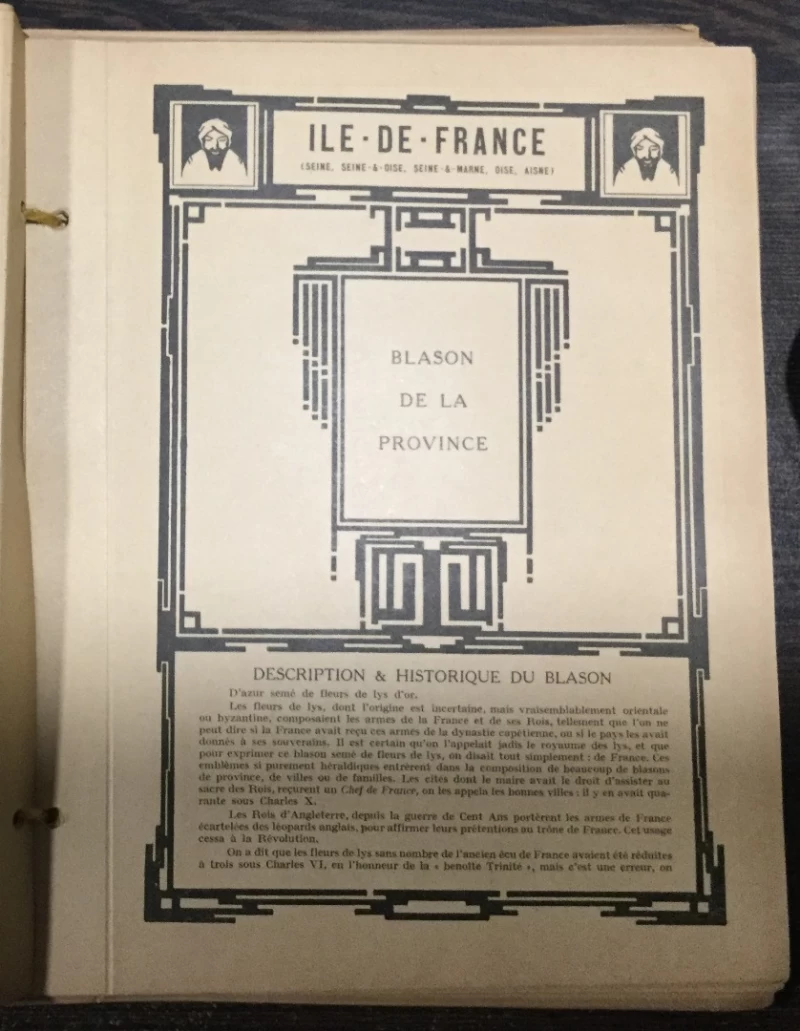 ILE·DE·FRANCE
(SEINE, SEINE-&-OISE, SEINE-&-MARNE, OISE, AISNE)
BLASON
DE LA
PROVINCE
DESCRIPTION & HISTORIQUE DU BLASON
D'azur semé de fleurs de lys d'or.
Les fleurs de lys, dont l'origine est incertaine, mais vraisemblablement orientale
ou byzantine, composaient les armes de la France et de ses Rois, tellement que l'on ne
peut dire si la France avait reçu ces armes de la dynastie capétienne, ou si le pays les avait
donnés à ses souverains. Il est certain qu'on l'appelait jadis le royaume des lys, et que
pour exprimer ce blason semé de fleurs de lys, on disait tout simplement : de France. Ces
emblèmes si purement héraldiques entrèrent dans la composition de beaucoup de blasons
de province, de villes ou de familles. Les cités dont le maire avait le droit d'assister au
sacre des Rois, reçurent un Chef de France, on les appela les bonnes villes : il y en avait qua-
rante sous Charles X.
Les Rois d'Angleterre, depuis la guerre de Cent Ans portèrent les armes de France
écartelées des léopards anglais, pour affirmer leurs prétentions au trône de France. Cet usage
cessa à la Révolution.
On a dit que les fleurs de lys sans nombre de l'ancien écu de France avaient été réduites
à trois sous Charles VI, en l'honneur de la « benoîte Trinité », mais c'est une erreur, on